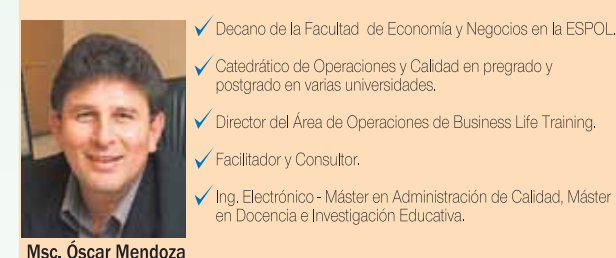 Decano de la Facultad de Economía y Negocios en la ESPOL.
Catedrático de Operaciones y Calidad en pregrado y
postgrado en varias universidades.
Director del Área de Operaciones de Business Life Training.
Facilitador y Consultor.
Ing. Electrónico - Máster en Administración de Calidad, Máster
en Docencia e Investigación Educativa.
Msc. Óscar Mendoza